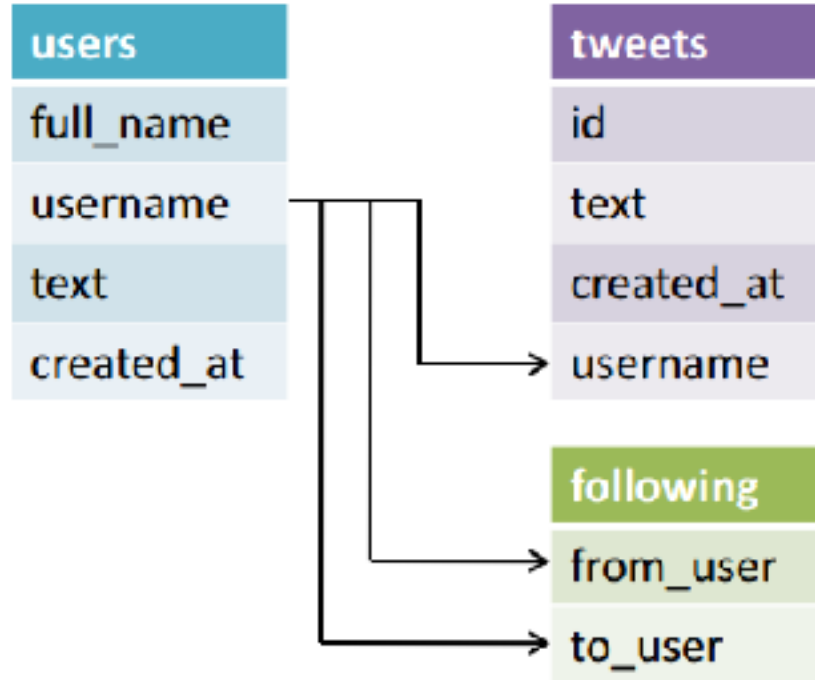 users
full_name
username
text
created_at
tweets
id
text
created_at
username
following
from_user
to_user